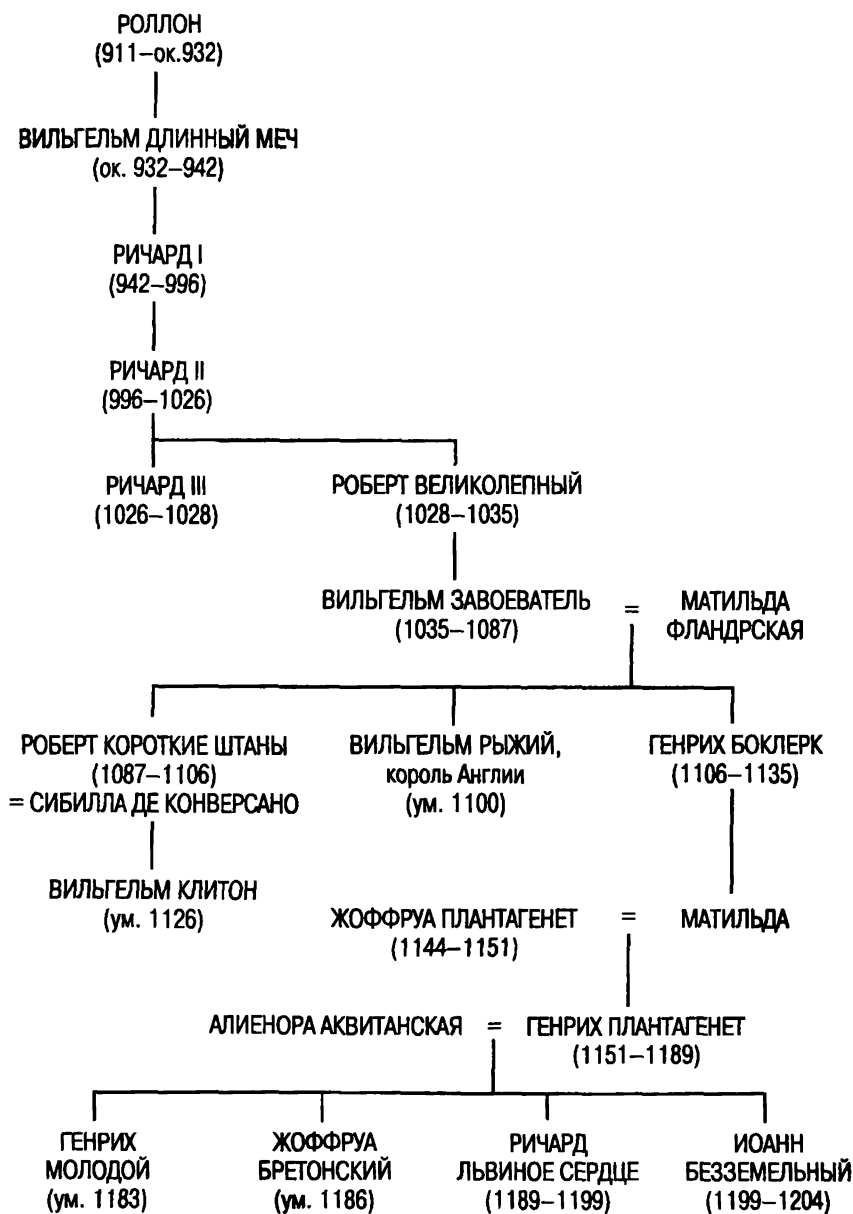 РОЛЛОН
(911–ок.932)
ВИЛЬГЕЛЬМ ДЛИННЫЙ МЕЧ
(ок. 932–942)
РИЧАРД I
(942–996)
РИЧАРД II
(996–1026)
РИЧАРД III
(1026–1028)
РОБЕРТ ВЕЛИКОЛЕПНЫЙ
(1028–1035)
ВИЛЬГЕЛЬМ ЗАВОЕВАТЕЛЬ
(1035–1087)
=
МАТИЛЬДА
ФЛАНДРСКАЯ
РОБЕРТ КОРОТКИЕ ШТАНЫ
(1087–1106)
= СИБИЛЛА ДЕ КОНВЕРСАНО
ВИЛЬГЕЛЬМ РЫЖИЙ,
король Англии
(ум. 1100)
ГЕНРИХ БОКЛЕРК
(1106–1135)
ВИЛЬГЕЛЬМ КЛИТОН
(ум. 1126)
ЖОФФРУА ПЛАНТАГЕНЕТ = МАТИЛЬДА
(1144–1151)
АЛИЕНОРА АКВИТАНСКАЯ = ГЕНРИХ ПЛАНТАГЕНЕТ
(1151–1189)
ГЕНРИХ
МОЛОДОЙ
(ум. 1183)
ЖОФФРУА
БРЕТОНСКИЙ
(ум. 1186)
РИЧАРД
ЛЬВИНОЕ СЕРДЦЕ
(1189–1199)
ИОАНН
БЕЗЗЕМЕЛЬНЫЙ
(1199–1204)